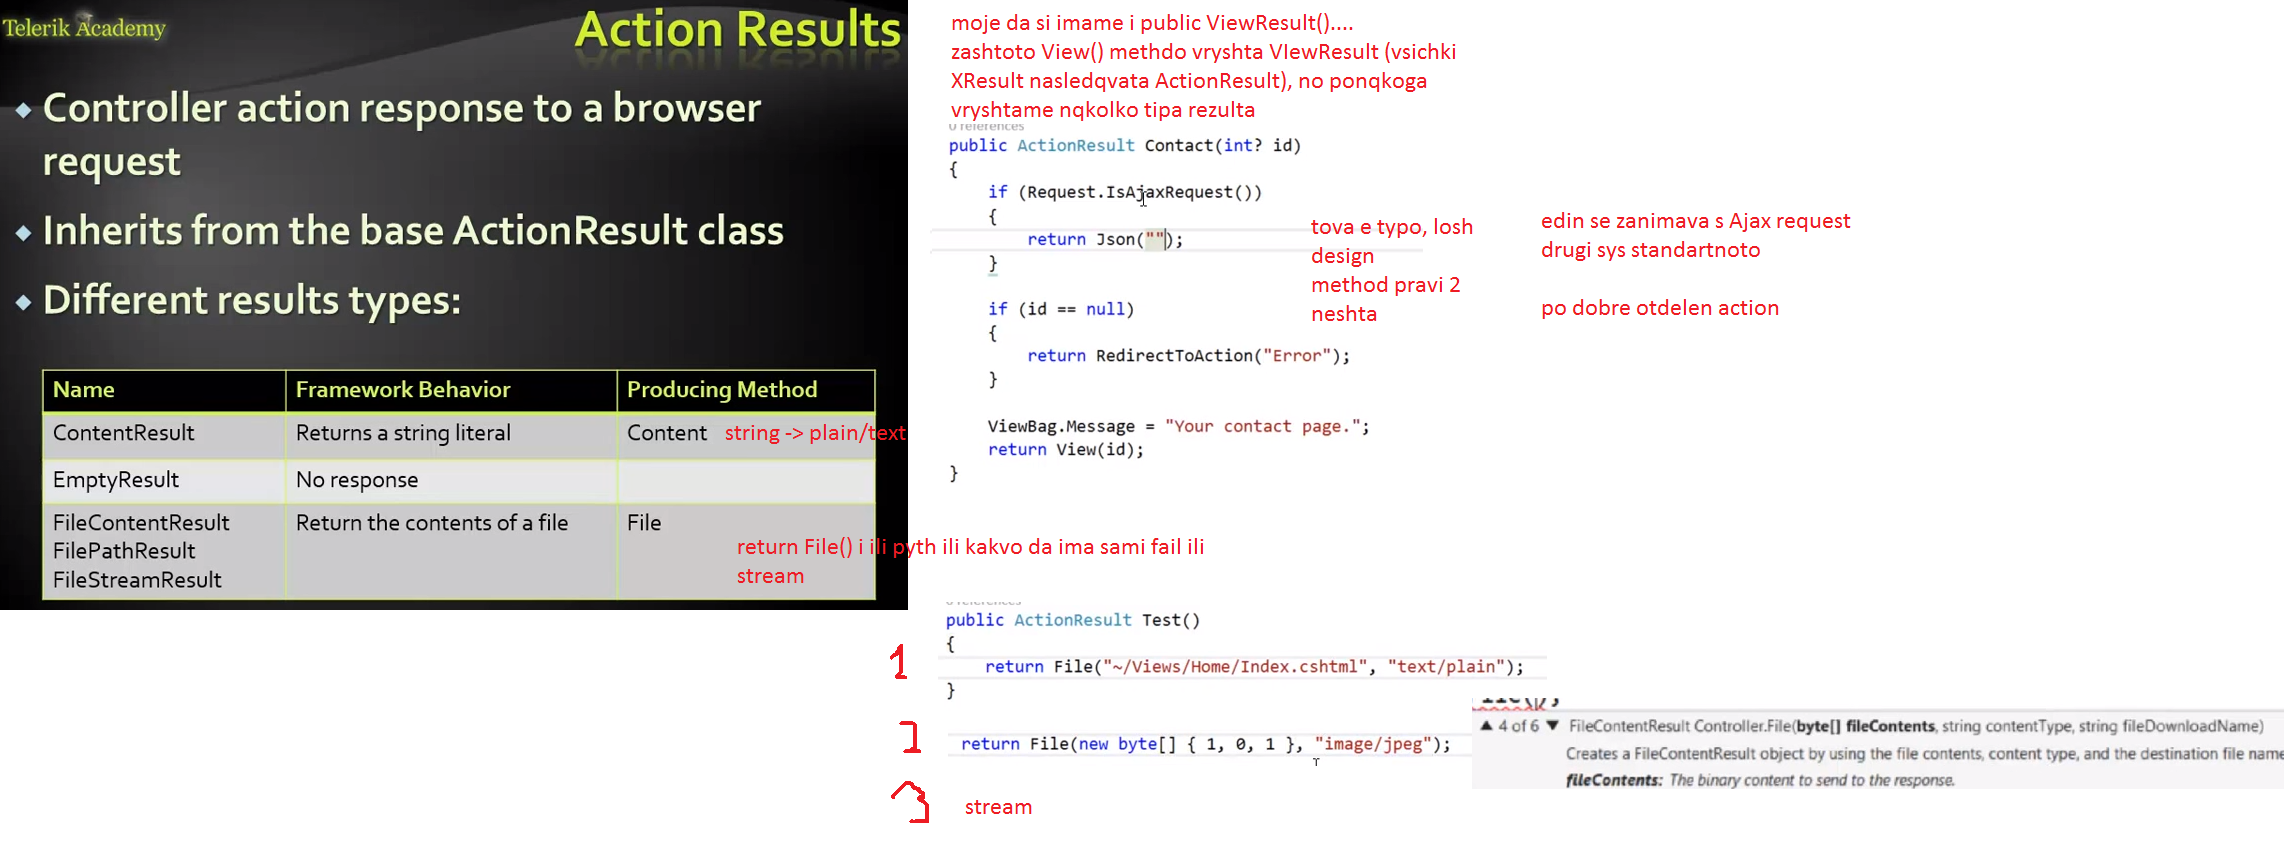 Telerik Academy
Action Results
Controller action response to a browser
request
Inherits from the base ActionResult class
Different results types:
Name Framework Behavior Producing Method
ContentResult Returns a string literal Content string -> plain/text
EmptyResult No response
FileContentResult Return the contents of a file File
FilePathResult
FileStreamResult
return File() i ili pyth ili kakvo da ima sami fail ili
stream
moje da si imame i public ViewResult()....
zashtoto View() methdo vryshta VIewResult (vsichki
XResult nasledqvata ActionResult), no ponqkoga
vryshtame nqkolko tipa rezulta
0 references
public ActionResult Contact(int? id)
{
if (Request.IsAjaxRequest())
{
return Json("");
}
if (id == null)
{
return RedirectToAction("Error");
}
ViewBag.Message = "Your contact page.";
return View(id);
}
tova e typo, losh
design
method pravi 2
neshta
edin se zanimava s Ajax request
drugi sys standartnoto
po dobre otdelen action
0 references
public ActionResult Test()
{
1 return File("~/Views/Home/Index.cshtml", "text/plain");
}
return File(new byte[] { 1, 0, 1 }, "image/jpeg");
▲ 4 of 6 ▼ FileContentResult Controller.File(byte[] fileContents, string contentType, string fileDownloadName)
Creates a FileContentResult object by using the file contents, content type, and the destination file name
fileContents: The binary content to send to the response.
stream